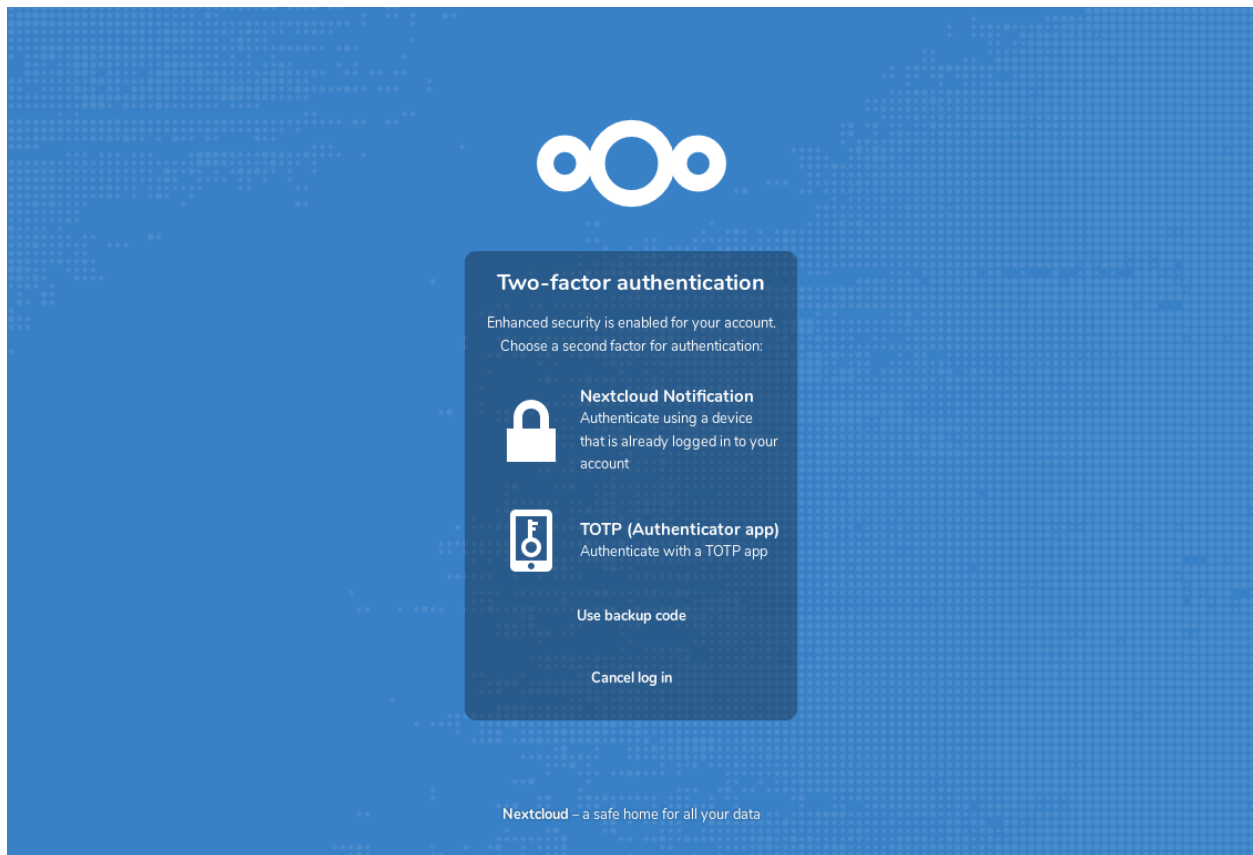 Two-factor authentication
Enhanced security is enabled for your account.
Choose a second factor for authentication:
Nextcloud Notification
Authenticate using a device
that is already logged in to your
account
TOTP (Authenticator app)
Authenticate with a TOTP app
Use backup code
Cancel log in
Nextcloud – a safe home for all your data